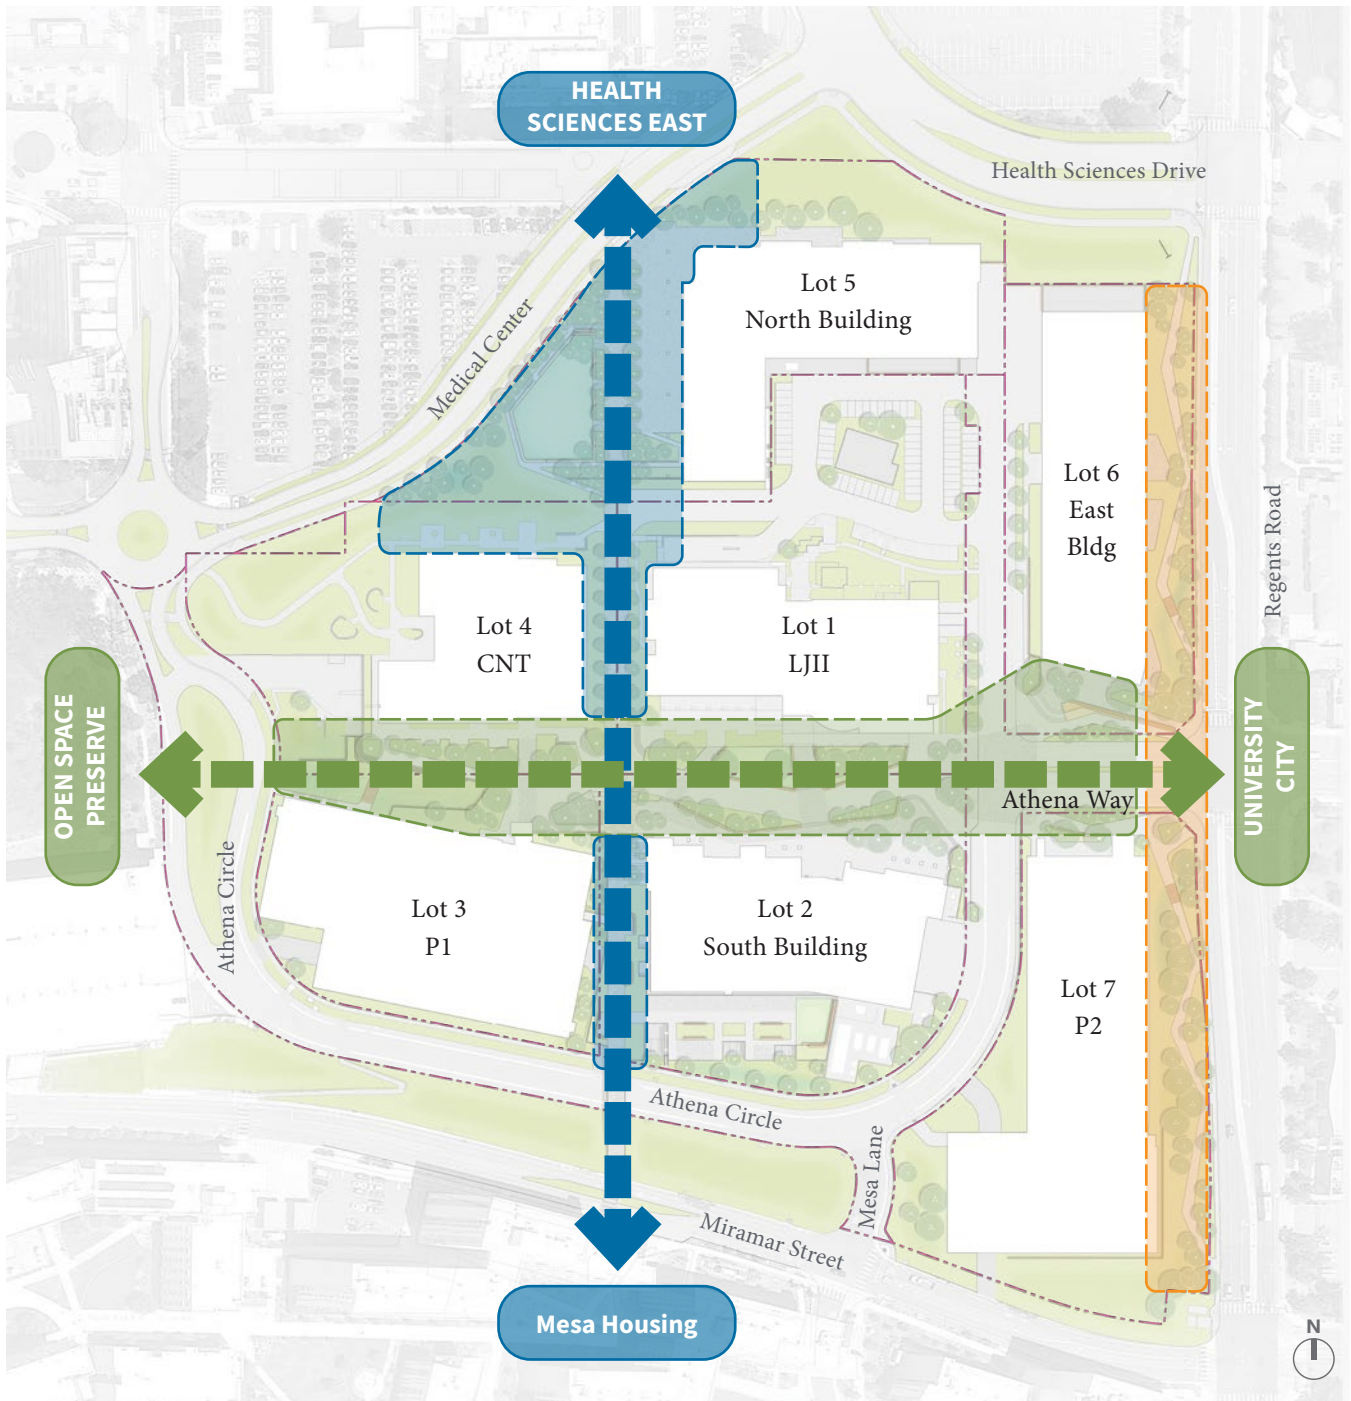 HEALTH
SCIENCES EAST
Health Sciences Drive
Medical Center
Lot 5
North Building
Lot 6
East
Bldg
Regents Road
Lot 4
CNT
Lot 1
LJII
OPEN SPACE
PRESERVE
UNIVERSITY
CITY
Athena Way
Athena Circle
Lot 3
P1
Lot 2
South Building
Lot 7
P2
Athena Circle
Mesa Lane
Miramar Street
Mesa Housing
N